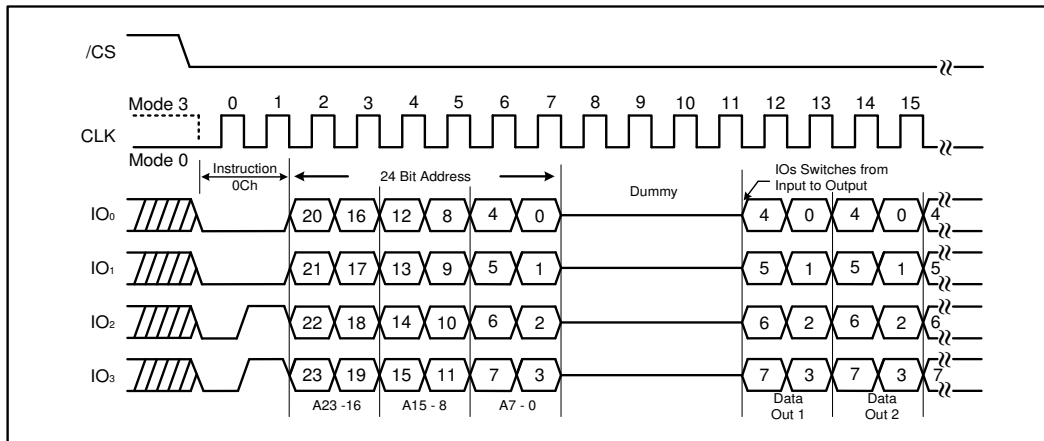 /CS
Mode 3 0 1 2 3 4 5 6 7 8 9 10 11 12 13 14 15
CLK
Mode 0
Instruction
0Ch
24 Bit Address
Dummy
IOs Switches from
Input to Output
IO₀ 20 16 12 8 4 0 4 0 4 0 4
IO₁ 21 17 13 9 5 1 5 1 5 1 5
IO₂ 22 18 14 10 6 2 6 2 6 2 6
IO₃ 23 19 15 11 7 3 7 3 7 3 7
A23 -16 A15 - 8 A7 - 0
Data
Out 1
Data
Out 2